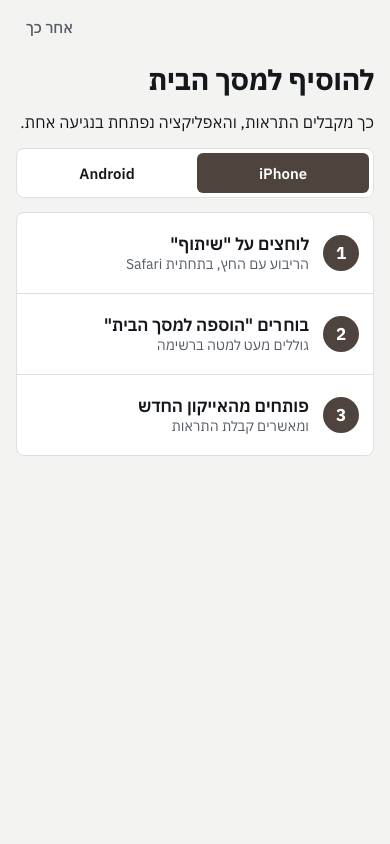 אחר כך
להוסיף למסך הבית
כך מקבלים התראות, והאפליקציה נפתחת בנגיעה אחת.
iPhone
Android
1
לוחצים על "שיתוף"
הריבוע עם החץ, בתחתית Safari
2
בוחרים "הוספה למסך הבית"
גוללים מעט למטה ברשימה
3
פותחים מהאייקון החדש
ומאשרים קבלת התראות